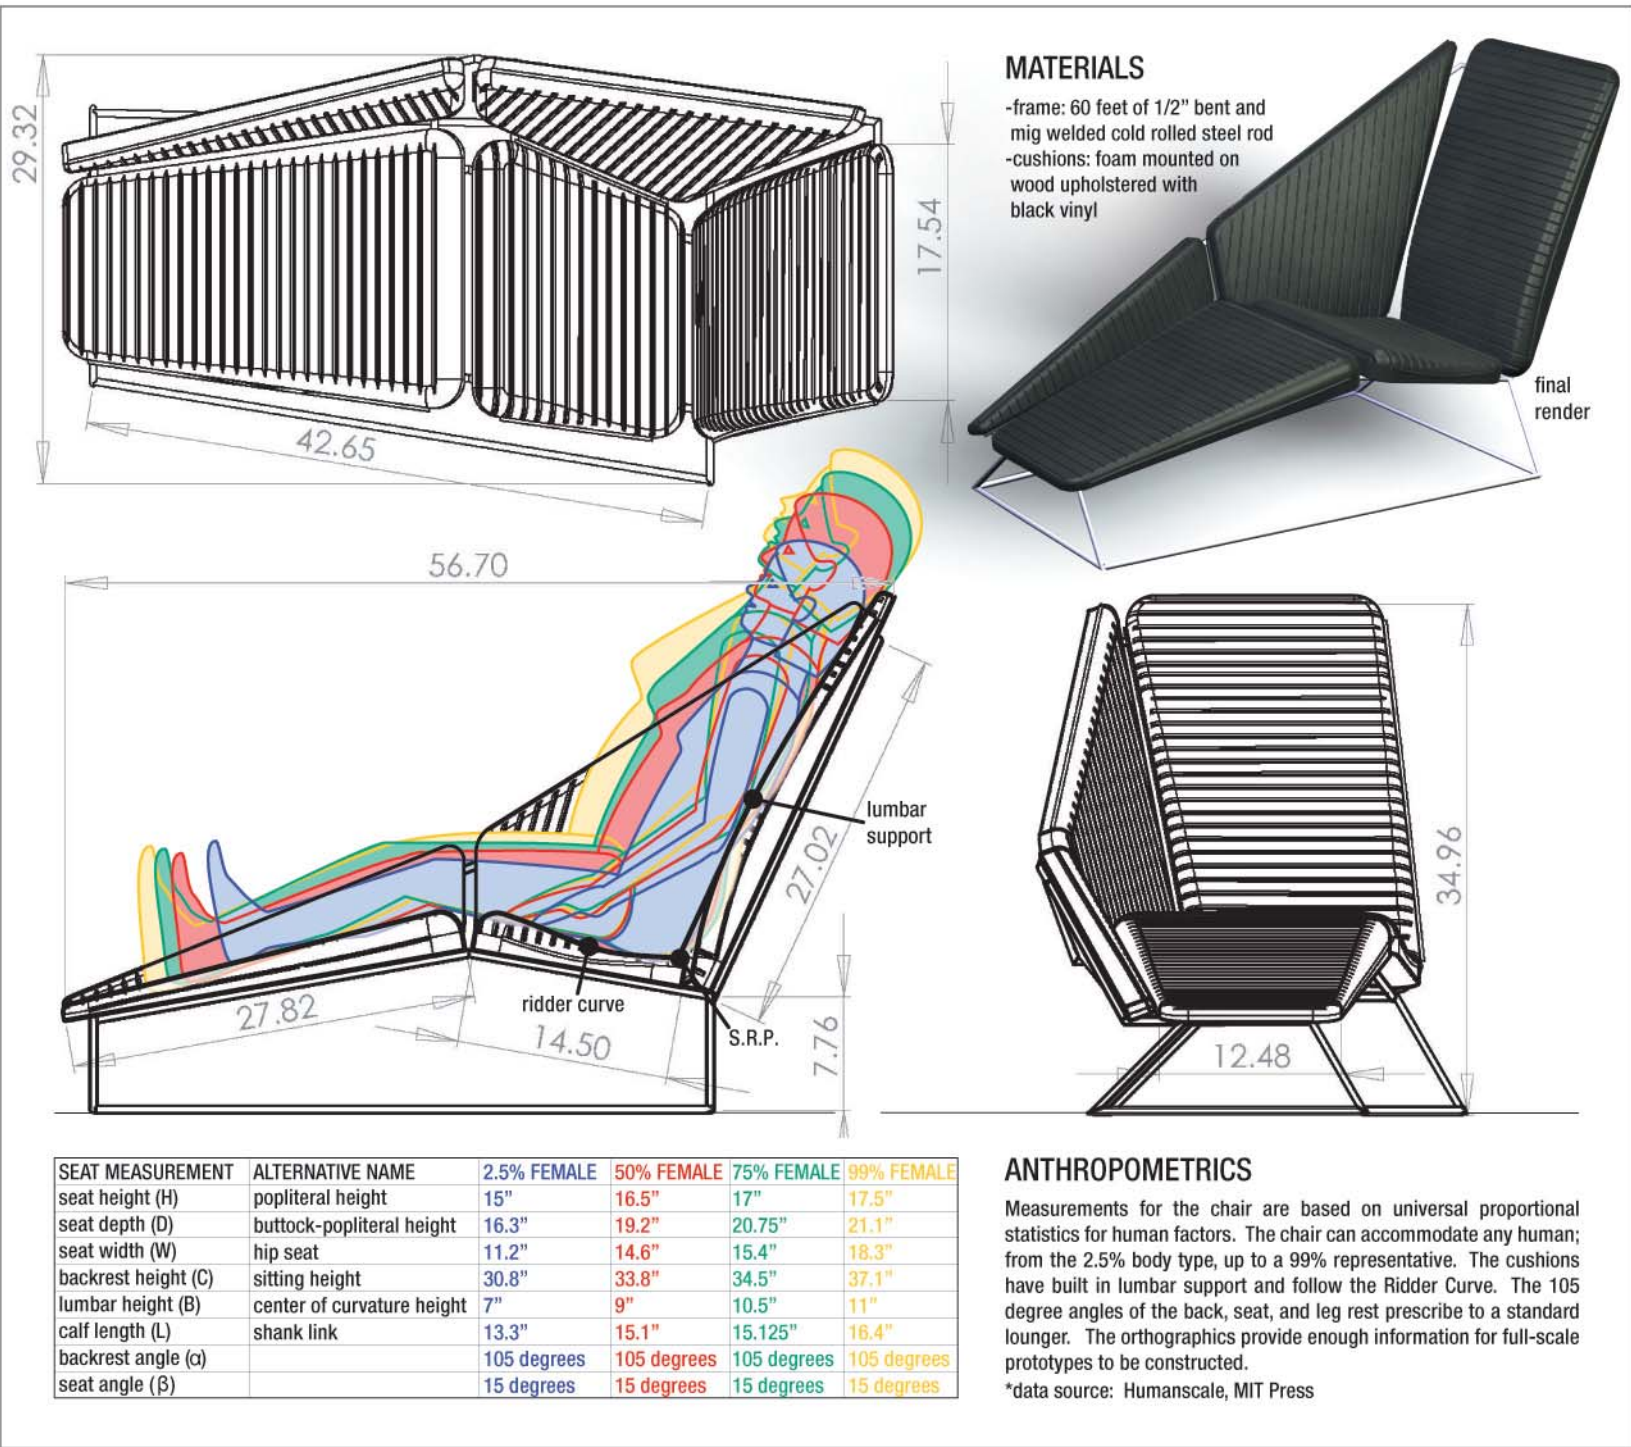 29.32
42.65
17.54
MATERIALS
-frame: 60 feet of 1/2” bent and
mig welded cold rolled steel rod
-cushions: foam mounted on
wood upholstered with
black vinyl
final
render
56.70
lumbar
support
27.02
34.96
ridder curve
27.82
14.50
S.R.P.
7.76
12.48
SEAT MEASUREMENT ALTERNATIVE NAME 2.5% FEMALE 50% FEMALE 75% FEMALE 99% FEMALE
seat height (H) popliteral height 15” 16.5” 17” 17.5”
seat depth (D) buttock-popliteral height 16.3” 19.2” 20.75” 21.1”
seat width (W) hip seat 11.2” 14.6” 15.4” 18.3”
backrest height (C) sitting height 30.8” 33.8” 34.5” 37.1”
lumbar height (B) center of curvature height 7” 9” 10.5” 11”
calf length (L) shank link 13.3” 15.1” 15.125” 16.4”
backrest angle (α) 105 degrees 105 degrees 105 degrees 105 degrees
seat angle (β) 15 degrees 15 degrees 15 degrees 15 degrees
ANTHROPOMETRICS
Measurements for the chair are based on universal proportional
statistics for human factors. The chair can accommodate any human;
from the 2.5% body type, up to a 99% representative. The cushions
have built in lumbar support and follow the Ridder Curve. The 105
degree angles of the back, seat, and leg rest prescribe to a standard
lounger. The orthographics provide enough information for full-scale
prototypes to be constructed.
*data source: Humanscale, MIT Press